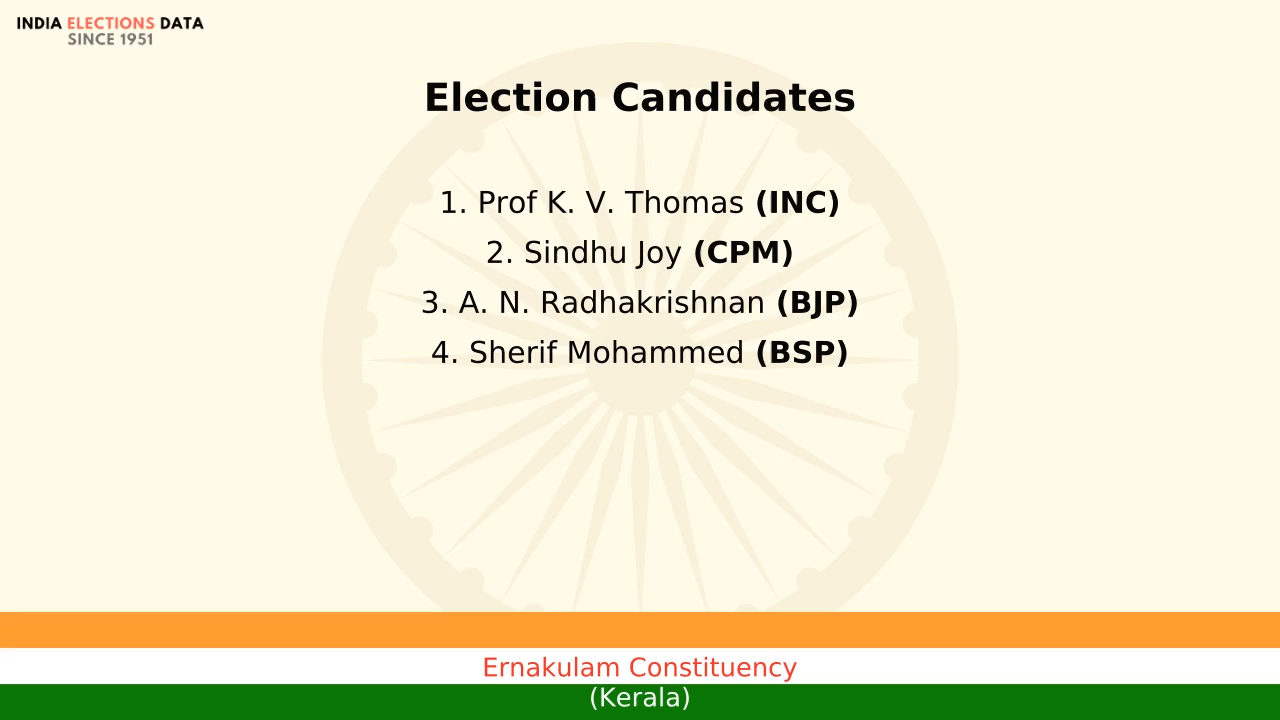 INDIA ELECTIONS DATA
SINCE 1951
Election Candidates
1. Prof K. V. Thomas (INC)
2. Sindhu Joy (CPM)
3. A. N. Radhakrishnan (BJP)
4. Sherif Mohammed (BSP)
Ernakulam Constituency
(Kerala)